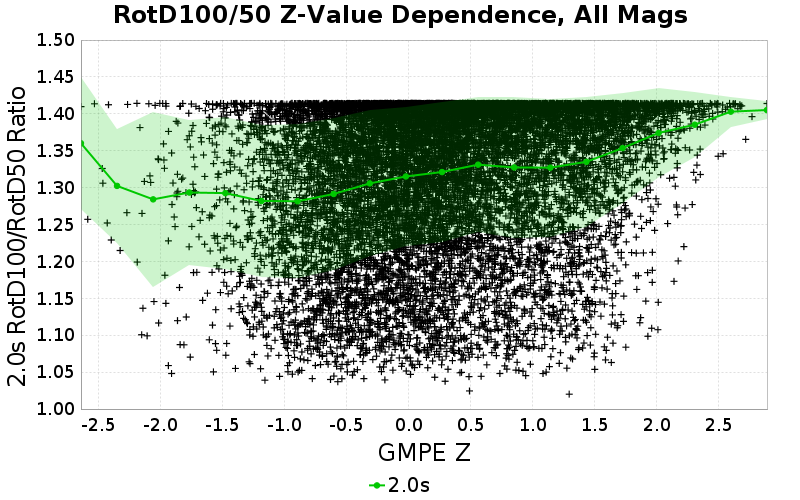 RotD100/50 Z-Value Dependence, All Mags
2.0s RotD100/RotD50 Ratio
1.50
1.45
1.40
1.35
1.30
1.25
1.20
1.15
1.10
1.05
1.00
-2.5 -2.0 -1.5 -1.0 -0.5 0.0 0.5 1.0 1.5 2.0 2.5
GMPE Z
2.0s